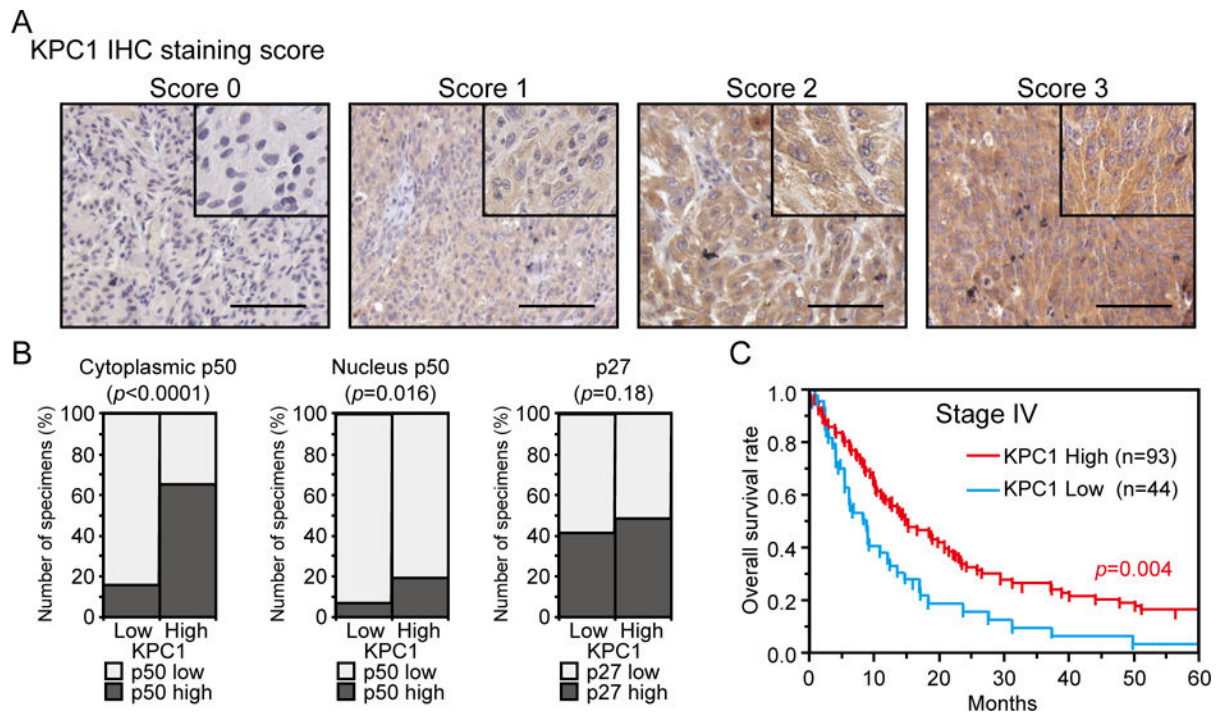 A
KPC1 IHC staining score
Score 0
Score 1
Score 2
Score 3
B
Cytoplasmic p50
(p<0.0001)
Number of specimens (%)
100
80
60
40
20
0
Low High
KPC1
p50 low
p50 high
Nucleus p50
(p=0.016)
Number of specimens (%)
100
80
60
40
20
0
Low High
KPC1
p50 low
p50 high
p27
(p=0.18)
Number of specimens (%)
100
80
60
40
20
0
Low High
KPC1
p27 low
p27 high
C
Stage IV
KPC1 High (n=93)
KPC1 Low (n=44)
p=0.004
Overall survival rate
1.0
0.8
0.6
0.4
0.2
0.0
0 10 20 30 40 50 60
Months